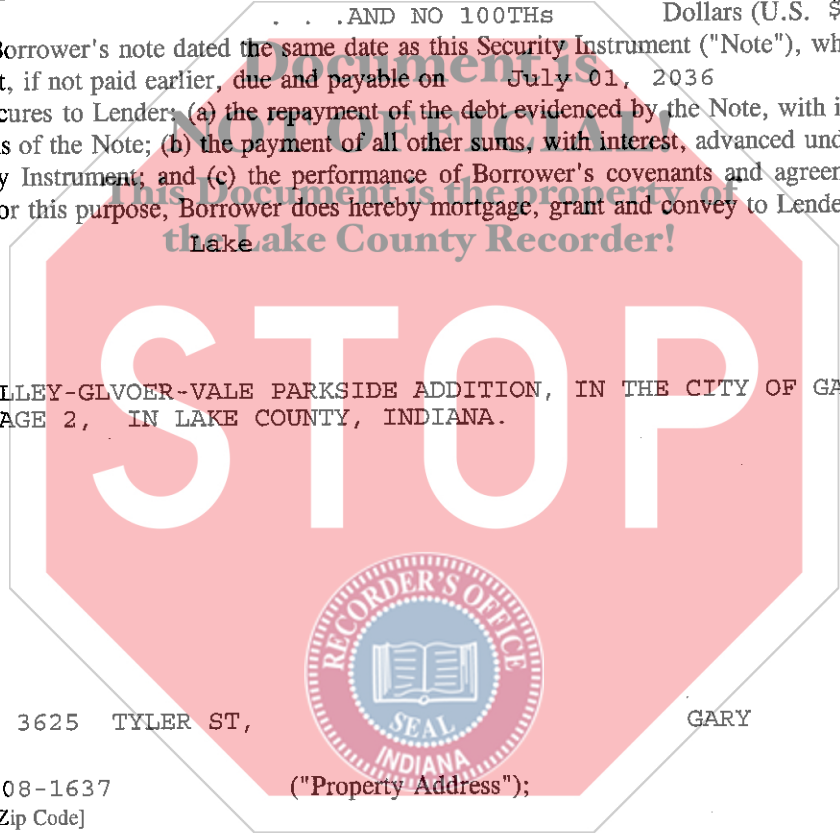 . . .AND NO 100THs Dollars (U.S. $
Borrower's note dated the same date as this Security Instrument ("Note"), wh
t, if not paid earlier, due and payable on July 01, 2036
cures to Lender: (a) the repayment of the debt evidenced by the Note, with i
s of the Note; (b) the payment of all other sums, with interest, advanced und
y Instrument; and (c) the performance of Borrower's covenants and agreem
or this purpose, Borrower does hereby mortgage, grant and convey to Lende
Lake
Document is
NOT OFFICIAL!
This Document is the property of
the Lake County Recorder!
STOP
LLEY-GLVOER-VALE PARKSIDE ADDITION, IN THE CITY OF GA
AGE 2, IN LAKE COUNTY, INDIANA.
RECORDER'S OFFICE
SEAL
INDIANA
3625 TYLER ST, GARY
08-1637 ("Property Address");
Zip Code]